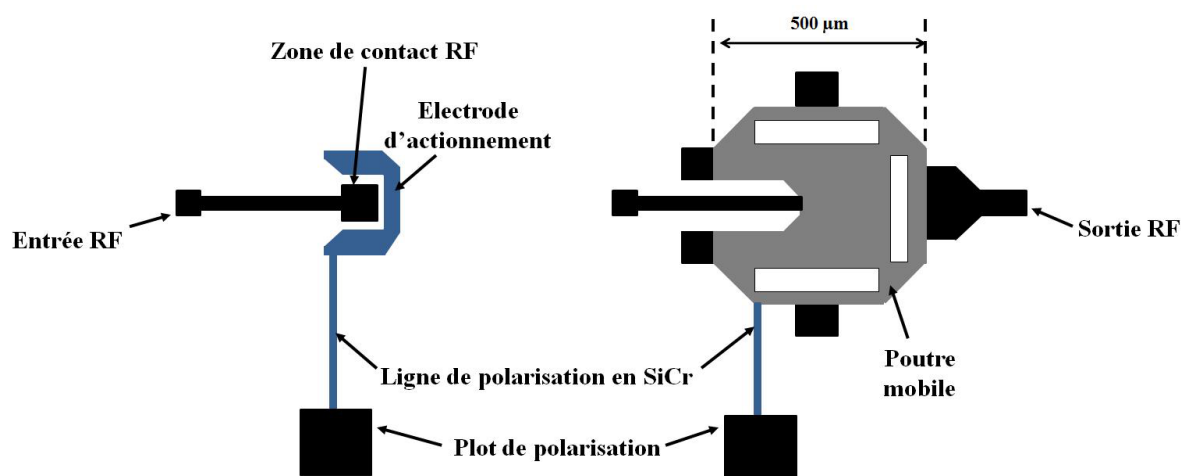 500 µm
Zone de contact RF
Electrode
d’actionnement
Entrée RF
Sortie RF
Ligne de polarisation en SiCr
Poutre
mobile
Plot de polarisation